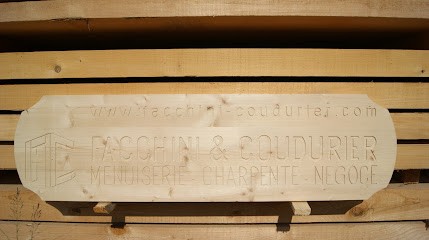 www.facchini-coudurier.com
FACCHINI & COUDURIER
MENUISERIE - CHARPENTE - NEGOCE